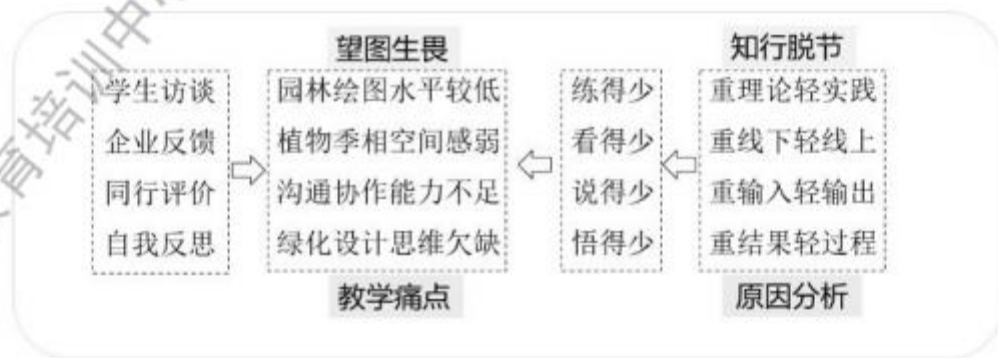 望图生畏
知行脱节
学生访谈
企业反馈
同行评价
自我反思
园林绘图水平较低
植物季相空间感弱
沟通协作能力不足
绿化设计思维欠缺
练得少
看得少
说得少
悟得少
重理论轻实践
重线下轻线上
重输入轻输出
重结果轻过程
教学痛点
原因分析
育培训中